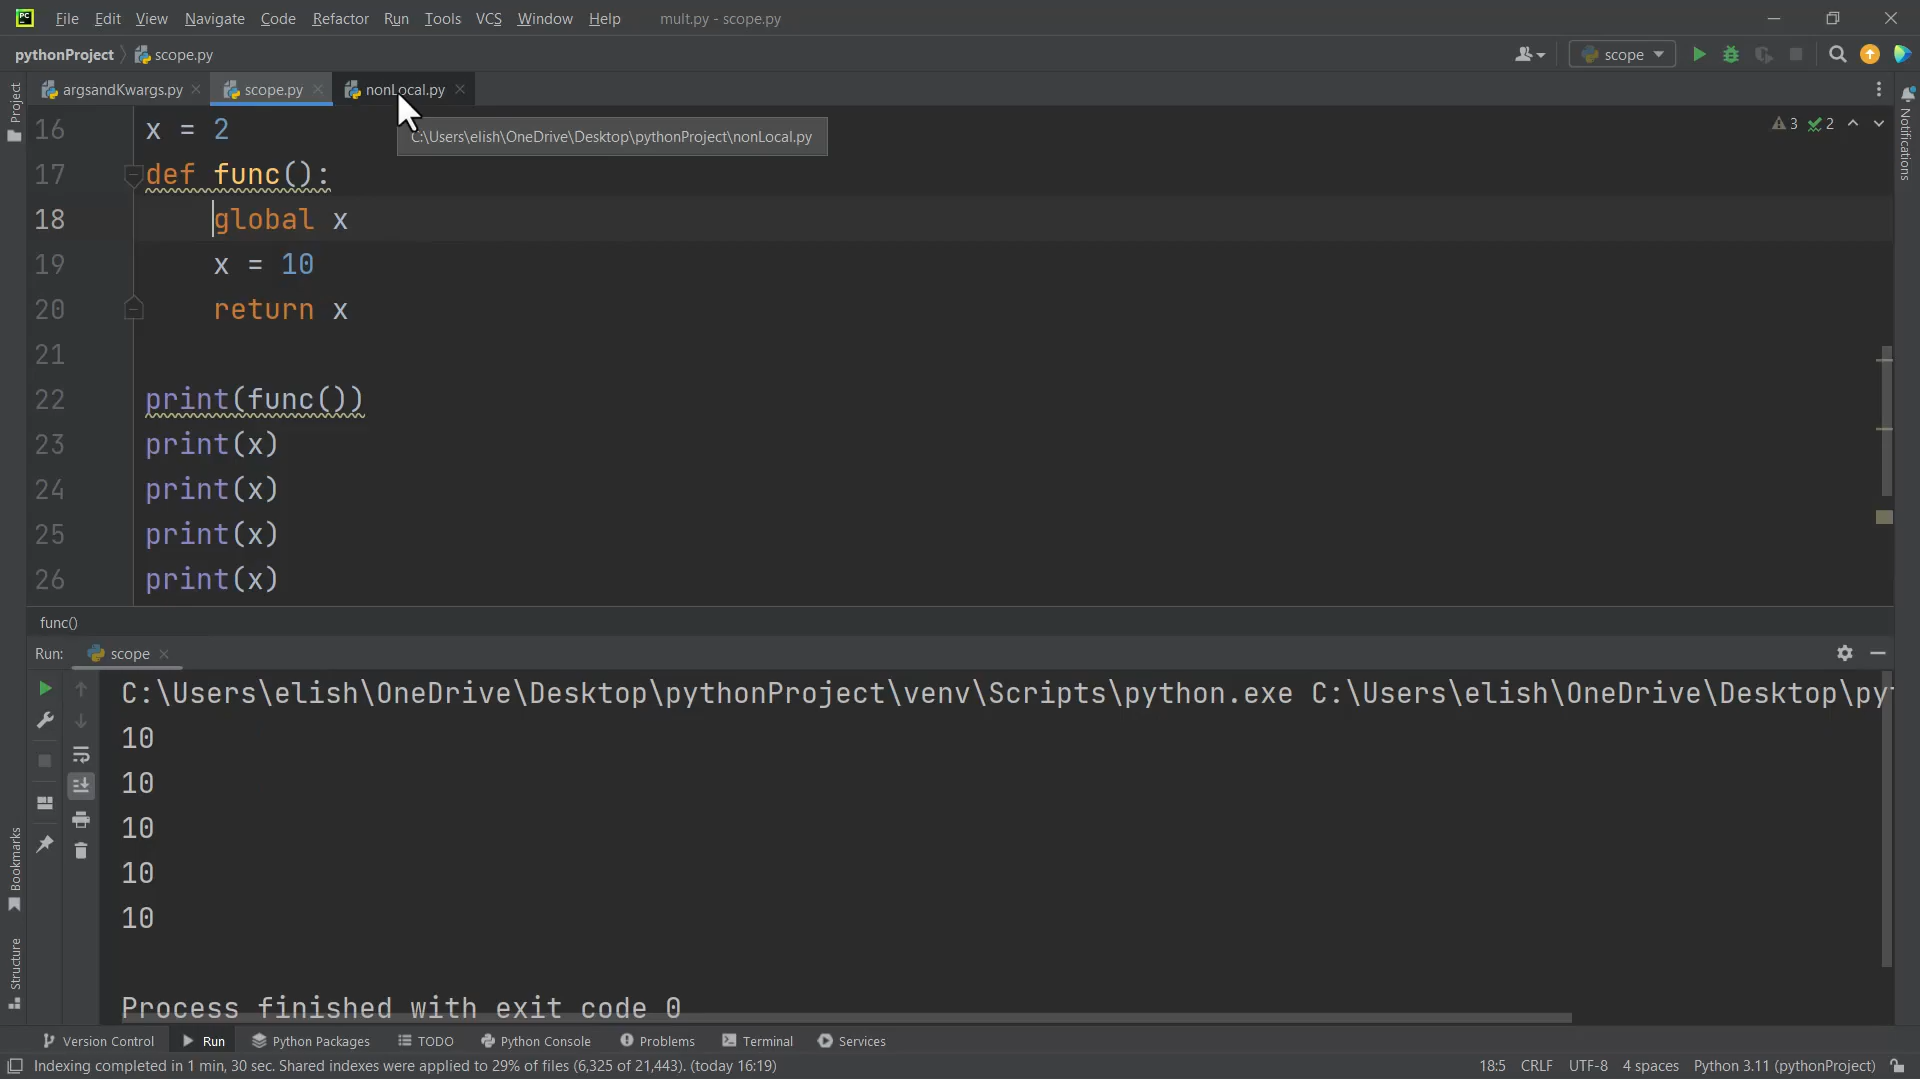 File Edit View Navigate Code Refactor Run Tools VCS Window Help mult.py - scope.py
pythonProject scope.py scope
argsandKwargs.py scope.py nonLocal.py
C:\Users\elish\OneDrive\Desktop\pythonProject\nonLocal.py
3 2
Project
Notifications
16 x = 2
17 def func():
18 global x
19 x = 10
20 return x
21
22 print(func())
23 print(x)
24 print(x)
25 print(x)
26 print(x)
func()
Run: scope
C:\Users\elish\OneDrive\Desktop\pythonProject\venv\Scripts\python.exe C:\Users\elish\OneDrive\Desktop\py
10
10
10
10
10
Process finished with exit code 0
Bookmarks
Structure
Version Control Run Python Packages TODO Python Console Problems Terminal Services
Indexing completed in 1 min, 30 sec. Shared indexes were applied to 29% of files (6,325 of 21,443). (today 16:19) 18:5 CRLF UTF-8 4 spaces Python 3.11 (pythonProject)